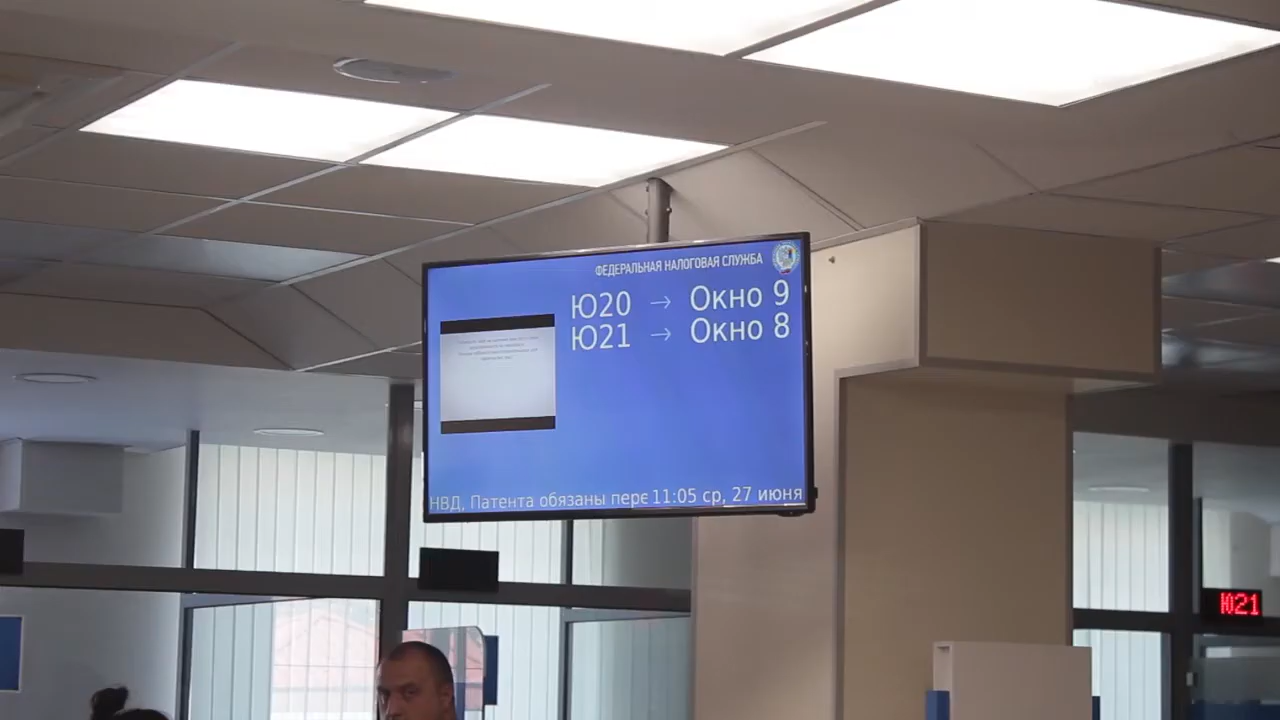 ФЕДЕРАЛЬНАЯ НАЛОГОВАЯ СЛУЖБА
Ю20 → Окно 9
Ю21 → Окно 8
НВД, Патента обязаны пере 11:05 ср, 27 июня
Ю21